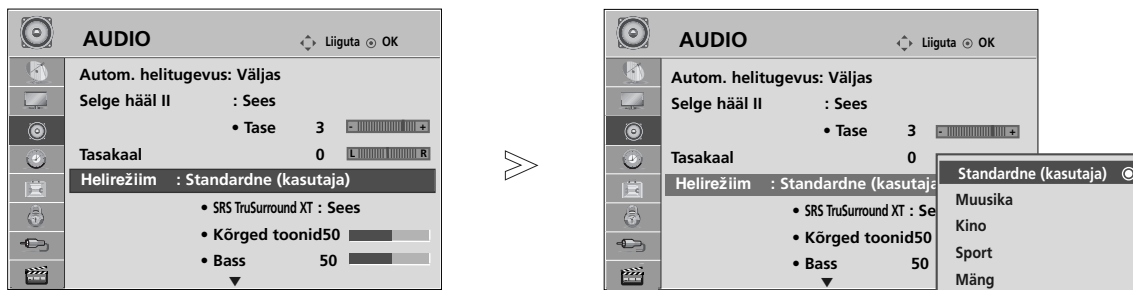 AUDIO Liiguta OK
Autom. helitugevus: Väljas
Selge hääl II : Sees
• Tase 3 - +
Tasakaal 0 L R
Helirežiim : Standardne (kasutaja)
• SRS TruSurround XT : Sees
• Kõrged toonid50
• Bass 50
AUDIO Liiguta OK
Autom. helitugevus: Väljas
Selge hääl II : Sees
• Tase 3 - +
Tasakaal 0
Helirežiim : Standardne (kasutaja
• SRS TruSurround XT : Se
• Kõrged toonid50
• Bass 50
Standardne (kasutaja)
Muusika
Kino
Sport
Mäng